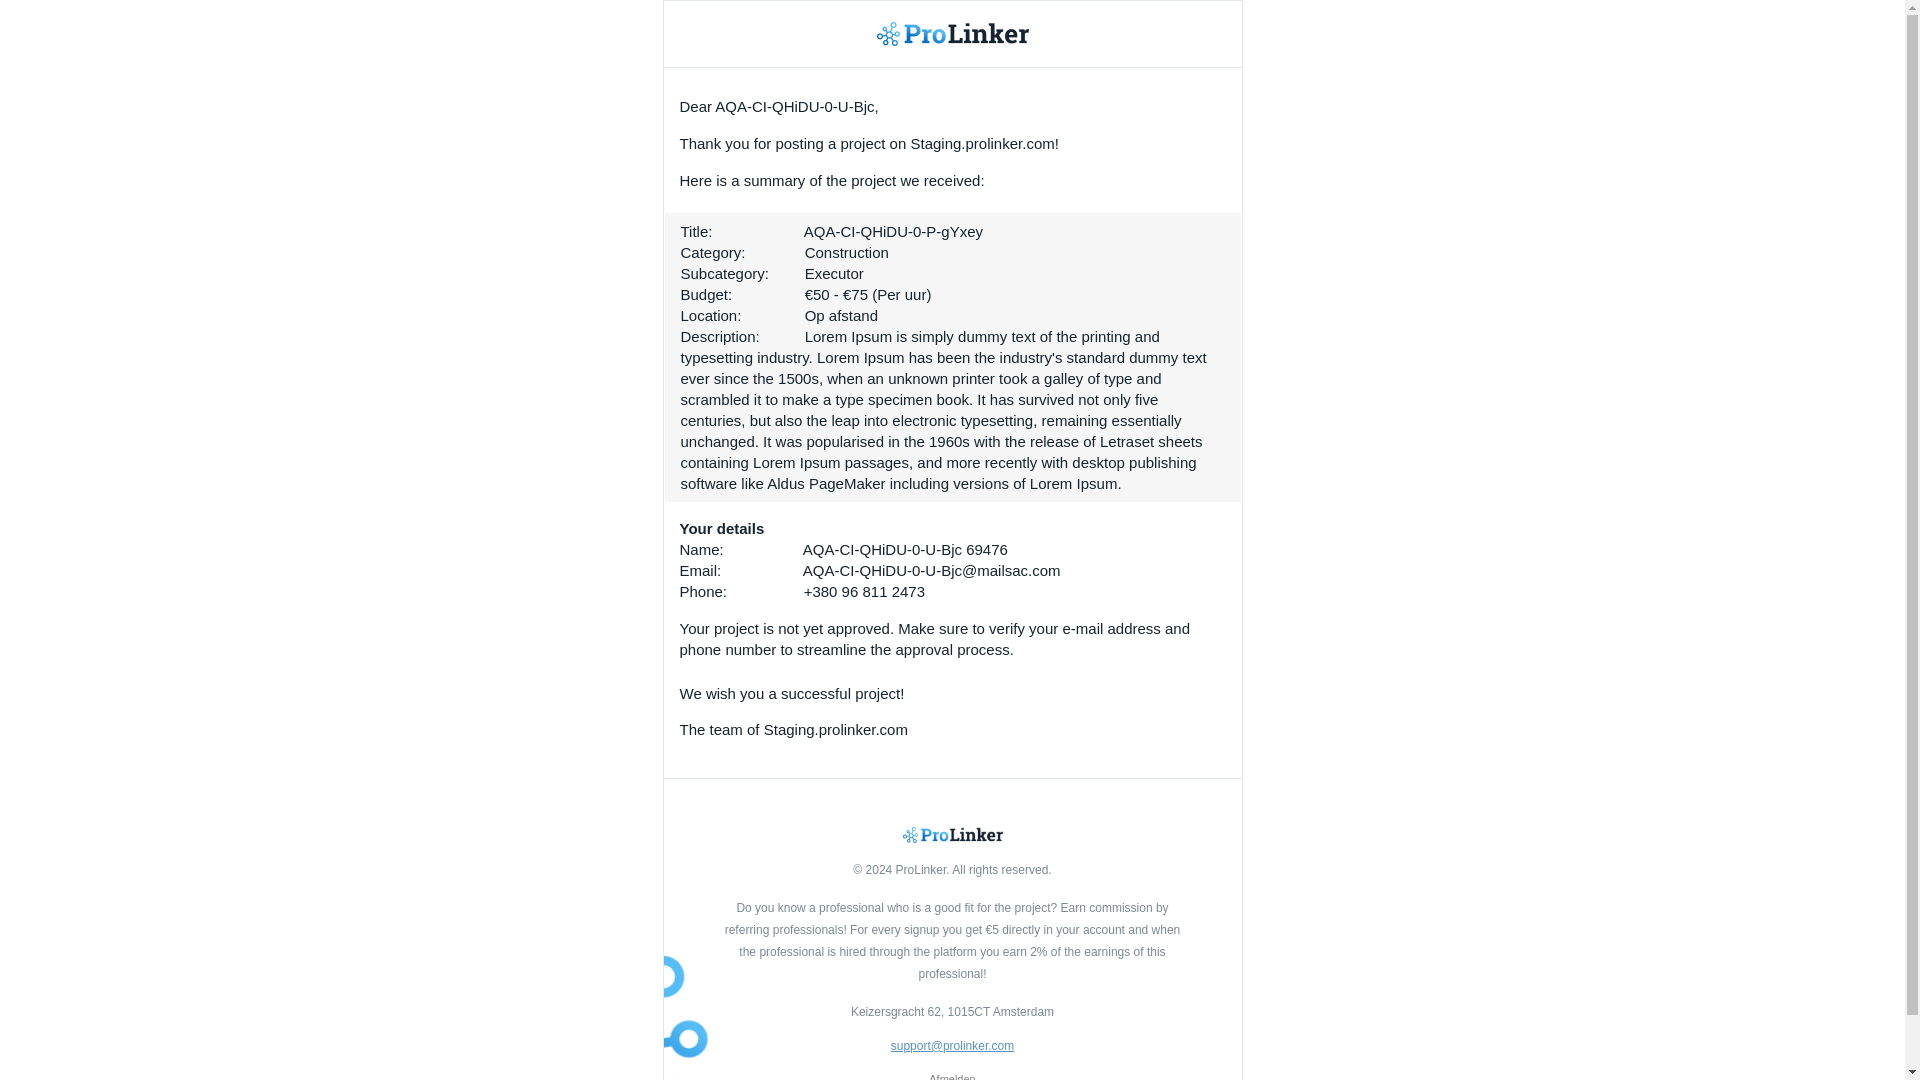 ProLinker
Dear AQA-CI-QHiDU-0-U-Bjc,
Thank you for posting a project on Staging.prolinker.com!
Here is a summary of the project we received:
Title: AQA-CI-QHiDU-0-P-gYxey
Category: Construction
Subcategory: Executor
Budget: €50 - €75 (Per uur)
Location: Op afstand
Description: Lorem Ipsum is simply dummy text of the printing and
typesetting industry. Lorem Ipsum has been the industry's standard dummy text
ever since the 1500s, when an unknown printer took a galley of type and
scrambled it to make a type specimen book. It has survived not only five
centuries, but also the leap into electronic typesetting, remaining essentially
unchanged. It was popularised in the 1960s with the release of Letraset sheets
containing Lorem Ipsum passages, and more recently with desktop publishing
software like Aldus PageMaker including versions of Lorem Ipsum.
Your details
Name: AQA-CI-QHiDU-0-U-Bjc 69476
Email: AQA-CI-QHiDU-0-U-Bjc@mailsac.com
Phone: +380 96 811 2473
Your project is not yet approved. Make sure to verify your e-mail address and
phone number to streamline the approval process.
We wish you a successful project!
The team of Staging.prolinker.com
ProLinker
© 2024 ProLinker. All rights reserved.
Do you know a professional who is a good fit for the project? Earn commission by
referring professionals! For every signup you get €5 directly in your account and when
the professional is hired through the platform you earn 2% of the earnings of this
professional!
Keizersgracht 62, 1015CT Amsterdam
support@prolinker.com
Afmelden